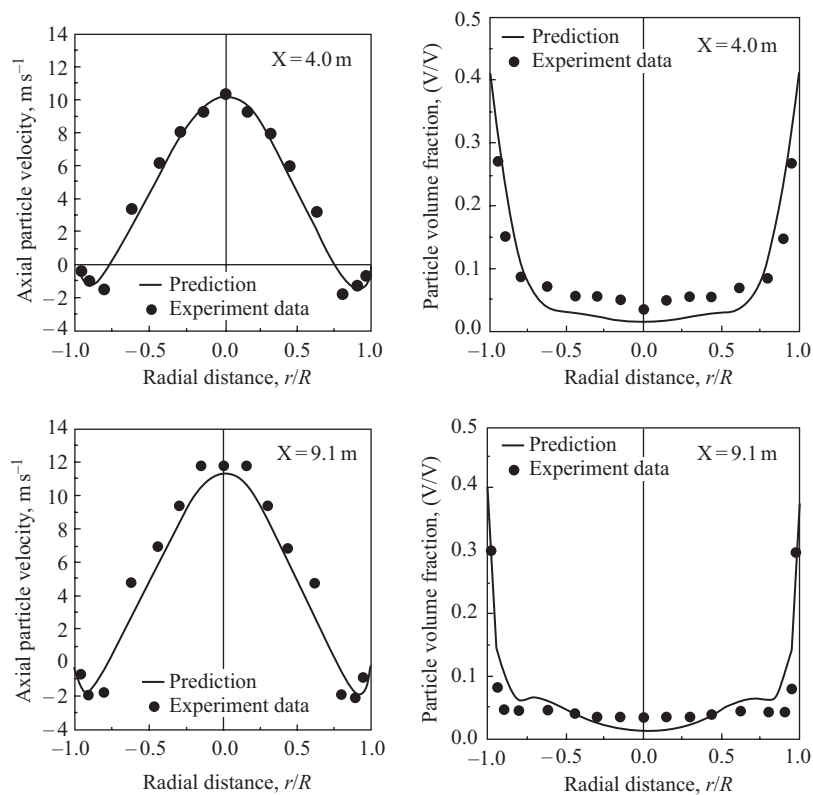 Axial particle velocity, m s⁻¹
14
12
10
8
6
4
2
0
−2
−4
X = 4.0 m
Prediction
Experiment data
−1.0
−0.5
0.0
0.5
1.0
Radial distance, r/R
Particle volume fraction, (V/V)
0.5
0.4
0.3
0.2
0.1
0.0
Prediction
Experiment data
X = 4.0 m
−1.0
−0.5
0.0
0.5
1.0
Radial distance, r/R
Axial particle velocity, m s⁻¹
14
12
10
8
6
4
2
0
−2
−4
X = 9.1 m
Prediction
Experiment data
−1.0
−0.5
0.0
0.5
1.0
Radial distance, r/R
Particle volume fraction, (V/V)
0.5
0.4
0.3
0.2
0.1
0.0
Prediction
Experiment data
X = 9.1 m
−1.0
−0.5
0.0
0.5
1.0
Radial distance, r/R